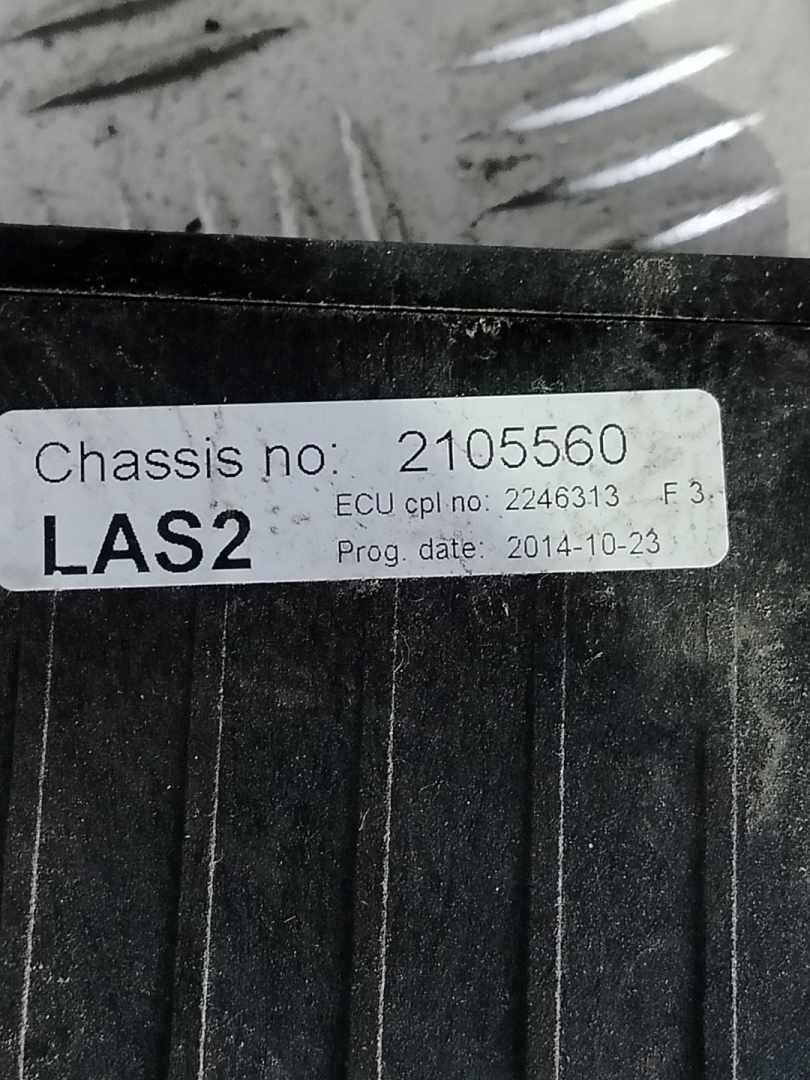 Chassis no: 2105560
LAS2
ECU cpl no: 2246313 F 3
Prog. date: 2014-10-23